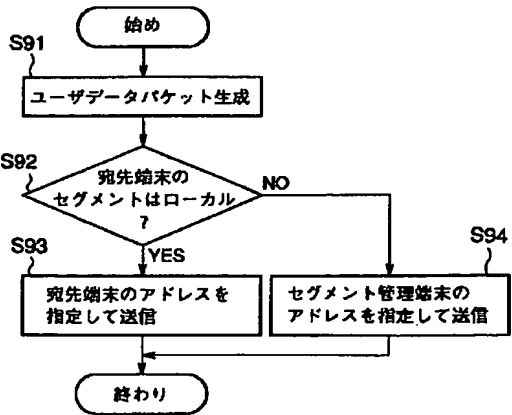 始め
S91
ユーザデータパケット生成
S92
宛先端末の
セグメントはローカル
?
NO
YES
S93
宛先端末のアドレスを
指定して送信
S94
セグメント管理端末の
アドレスを指定して送信
終わり